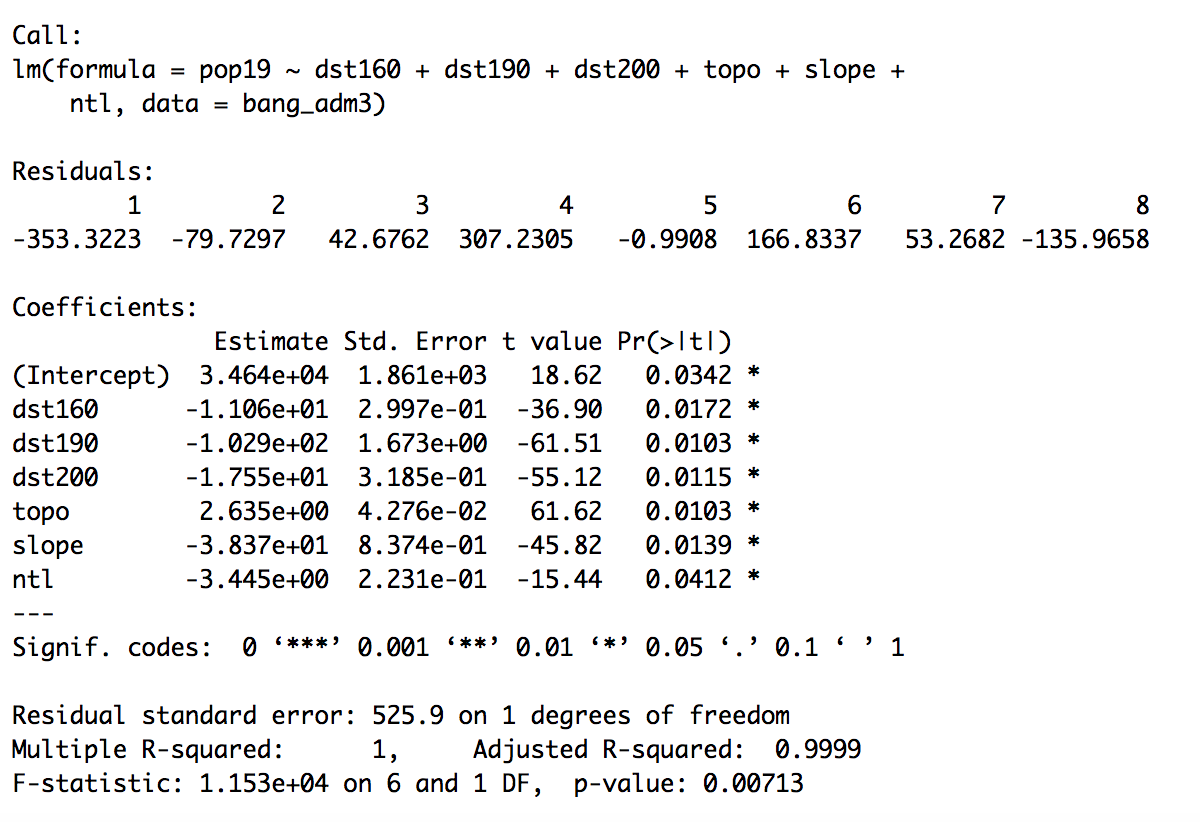 Call:
lm(formula = pop19 ~ dst160 + dst190 + dst200 + topo + slope +
    ntl, data = bang_adm3)

Residuals:
        1         2         3         4         5         6         7         8
-353.3223  -79.7297   42.6762  307.2305   -0.9908  166.8337   53.2682 -135.9658

Coefficients:
              Estimate Std. Error t value Pr(>|t|)
(Intercept)  3.464e+04  1.861e+03   18.62   0.0342 *
dst160      -1.106e+01  2.997e-01  -36.90   0.0172 *
dst190      -1.029e+02  1.673e+00  -61.51   0.0103 *
dst200      -1.755e+01  3.185e-01  -55.12   0.0115 *
topo         2.635e+00  4.276e-02   61.62   0.0103 *
slope       -3.837e+01  8.374e-01  -45.82   0.0139 *
ntl         -3.445e+00  2.231e-01  -15.44   0.0412 *
---
Signif. codes:  0 ‘***’ 0.001 ‘**’ 0.01 ‘*’ 0.05 ‘.’ 0.1 ‘ ’ 1

Residual standard error: 525.9 on 1 degrees of freedom
Multiple R-squared:      1,     Adjusted R-squared:  0.9999
F-statistic: 1.153e+04 on 6 and 1 DF,  p-value: 0.00713